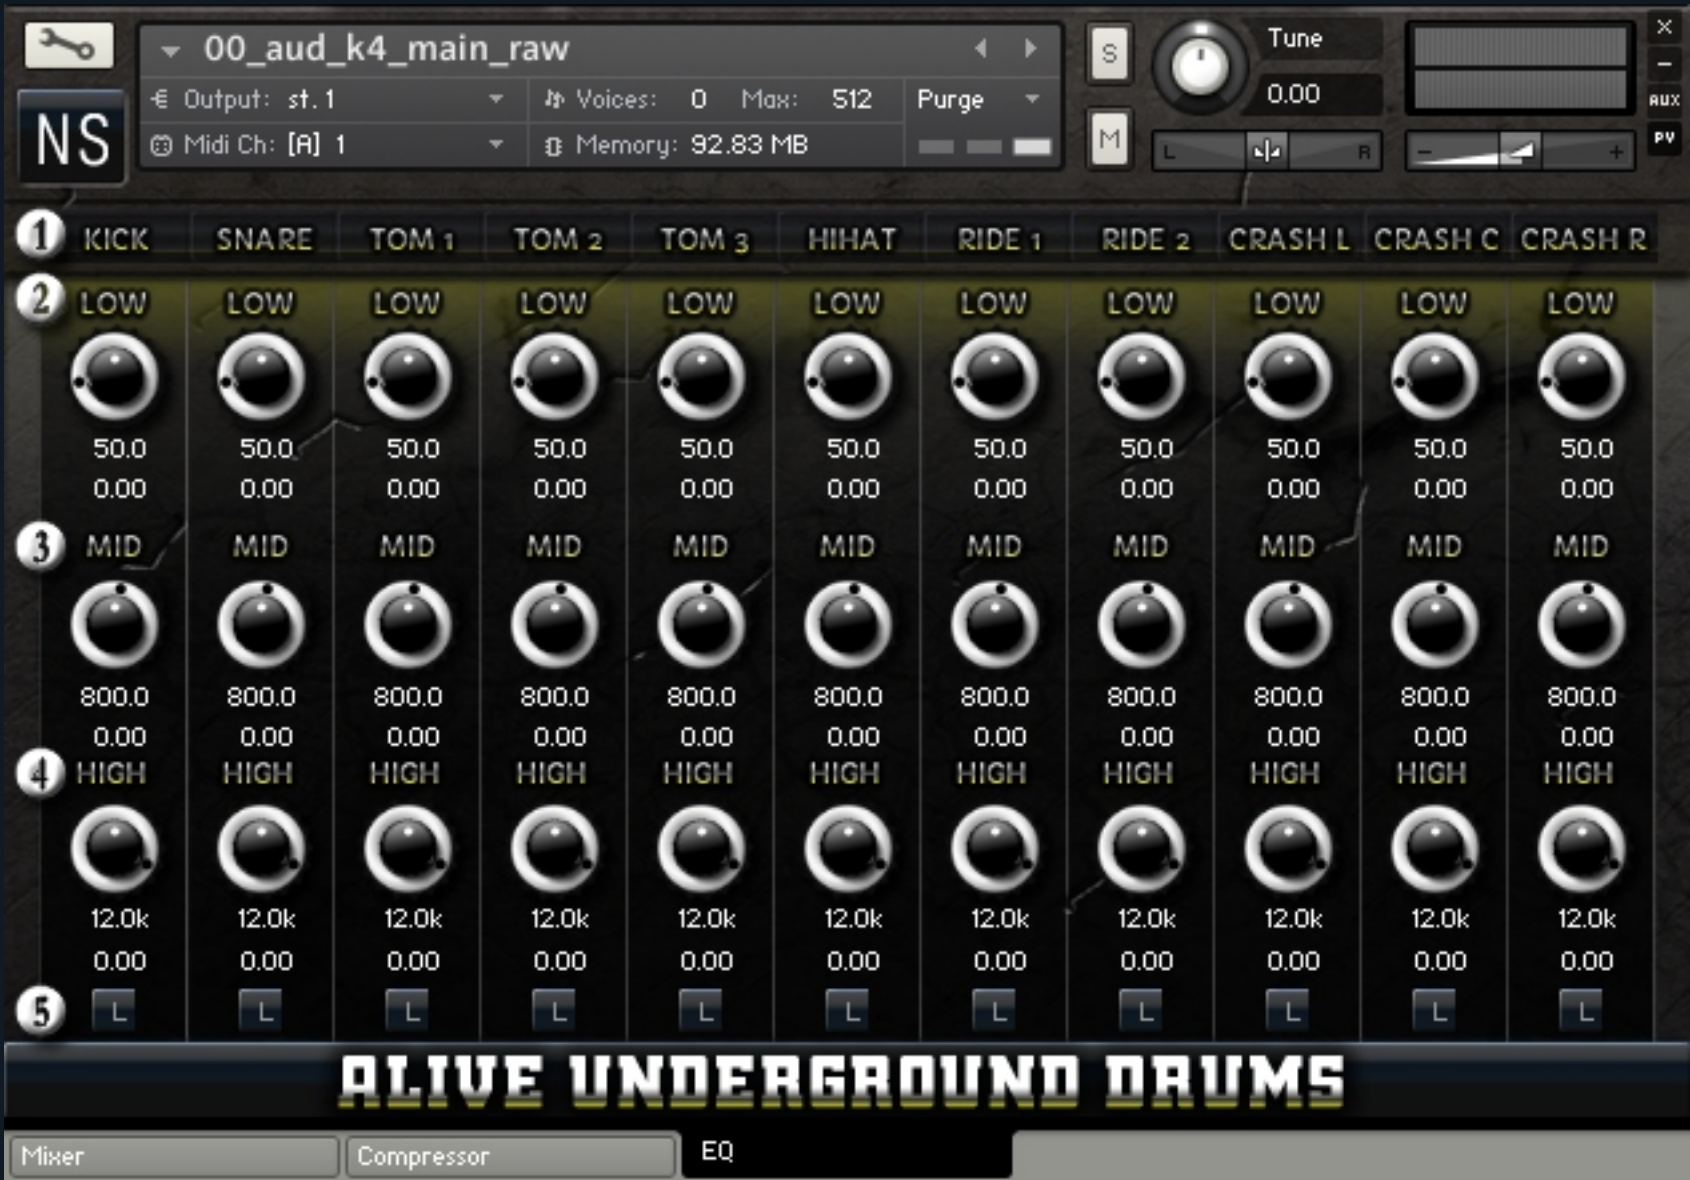 00_aud_k4_main_raw
S
Tune
X
NS
Output: st.1
Voices: 0 Max: 512
Purge
0.00
AUX
Midi Ch: [A] 1
Memory: 92.83 MB
M
L R
- +
PV
1 KICK SNARE TOM 1 TOM 2 TOM 3 HIHAT RIDE 1 RIDE 2 CRASH L CRASH C CRASH R
2 LOW LOW LOW LOW LOW LOW LOW LOW LOW LOW LOW
50.0 50.0 50.0 50.0 50.0 50.0 50.0 50.0 50.0 50.0 50.0
0.00 0.00 0.00 0.00 0.00 0.00 0.00 0.00 0.00 0.00 0.00
3 MID MID MID MID MID MID MID MID MID MID MID
800.0 800.0 800.0 800.0 800.0 800.0 800.0 800.0 800.0 800.0 800.0
0.00 0.00 0.00 0.00 0.00 0.00 0.00 0.00 0.00 0.00 0.00
4 HIGH HIGH HIGH HIGH HIGH HIGH HIGH HIGH HIGH HIGH HIGH
12.0k 12.0k 12.0k 12.0k 12.0k 12.0k 12.0k 12.0k 12.0k 12.0k 12.0k
0.00 0.00 0.00 0.00 0.00 0.00 0.00 0.00 0.00 0.00 0.00
5 L L L L L L L L L L L
ALIVE UNDERGROUND DRUMS
Mixer Compressor EQ